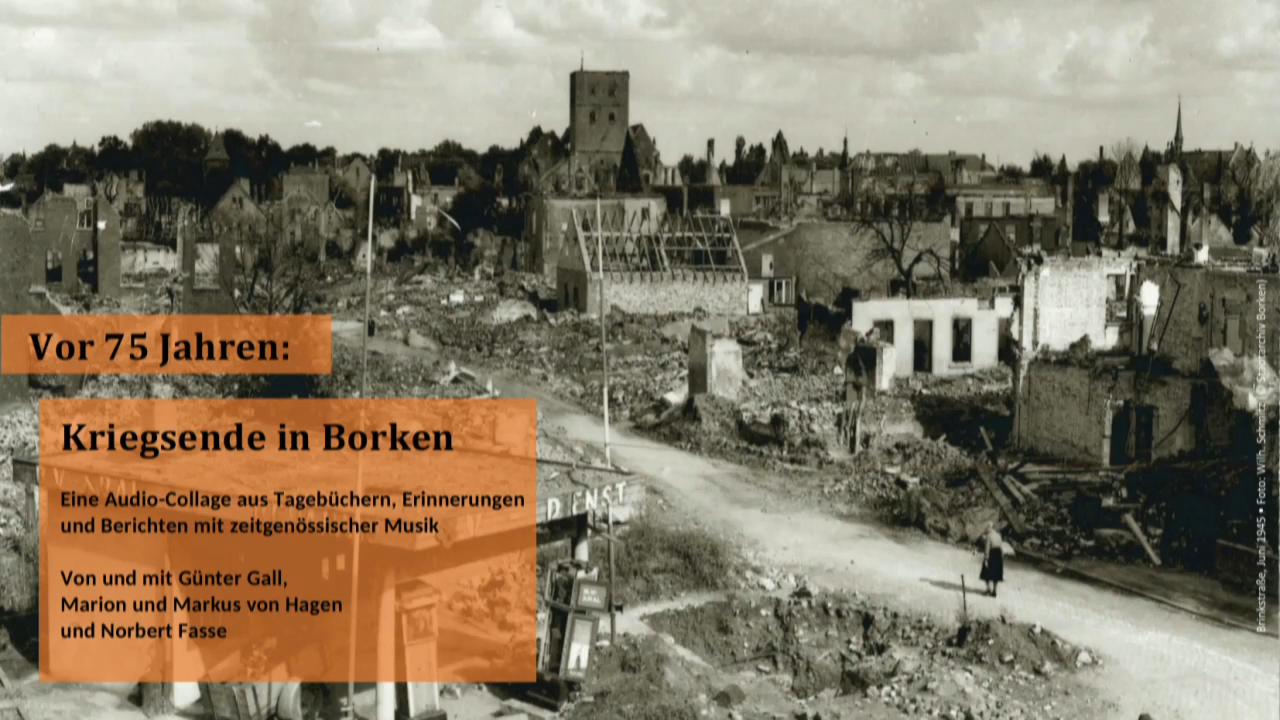 Vor 75 Jahren:
Kriegsende in Borken
Eine Audio-Collage aus Tagebüchern, Erinnerungen
und Berichten mit zeitgenössischer Musik
Von und mit Günter Gall,
Marion und Markus von Hagen
und Norbert Fasse
DIENST
Brinkstraße, Juni 1945 • Foto: Wilh. Schmitz (Stadtarchiv Borken)